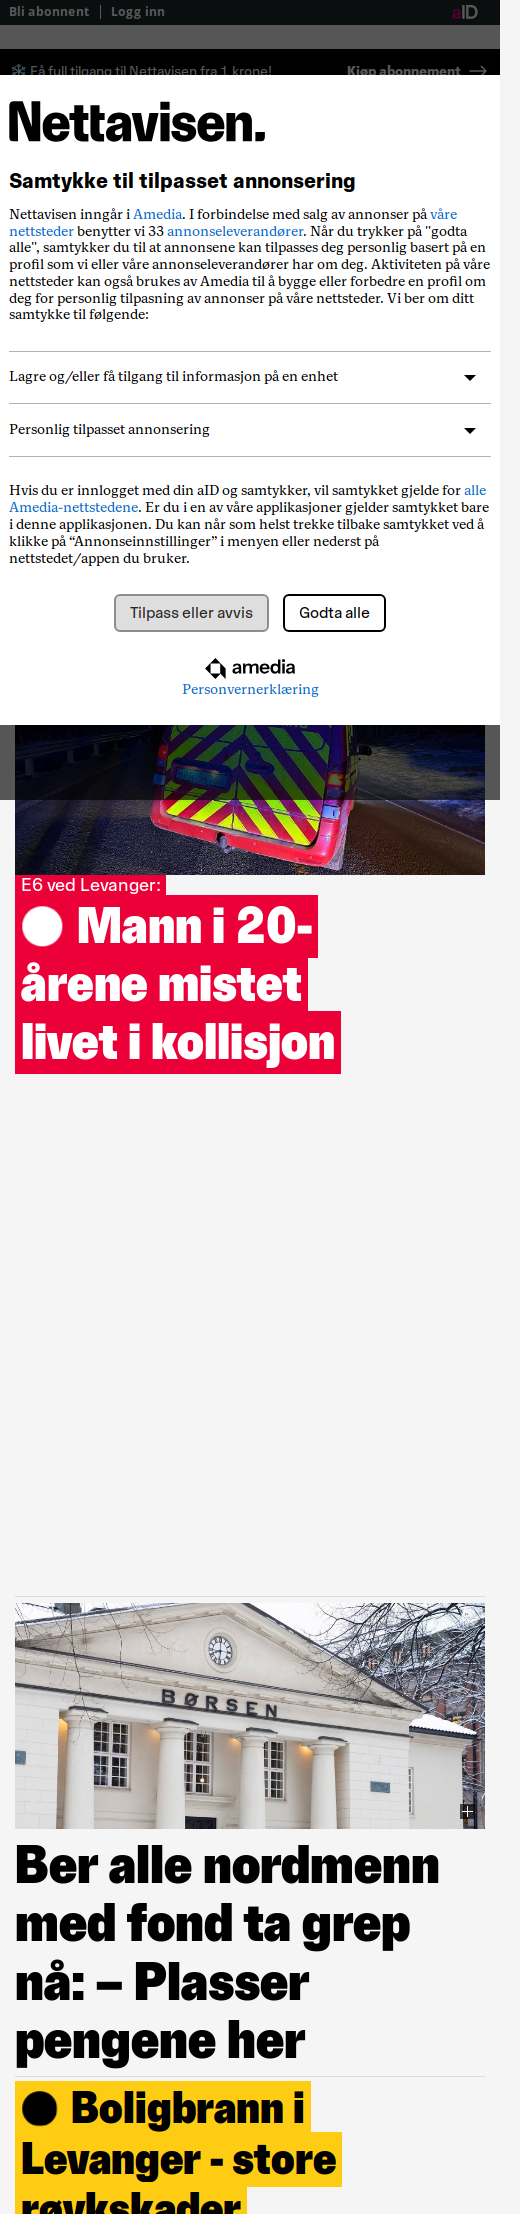 Bli abonnent | Logg inn
aID
Få full tilgang til Nettavisen fra 1 krone!
Kjøp abonnement
Nettavisen.
Samtykke til tilpasset annonsering
Nettavisen inngår i Amedia. I forbindelse med salg av annonser på våre
nettsteder benytter vi 33 annonseleverandører. Når du trykker på "godta
alle", samtykker du til at annonsene kan tilpasses deg personlig basert på en
profil som vi eller våre annonseleverandører har om deg. Aktiviteten på våre
nettsteder kan også brukes av Amedia til å bygge eller forbedre en profil om
deg for personlig tilpasning av annonser på våre nettsteder. Vi ber om ditt
samtykke til følgende:
Lagre og/eller få tilgang til informasjon på en enhet
Personlig tilpasset annonsering
Hvis du er innlogget med din aID og samtykker, vil samtykket gjelde for alle
Amedia-nettstedene. Er du i en av våre applikasjoner gjelder samtykket bare
i denne applikasjonen. Du kan når som helst trekke tilbake samtykket ved å
klikke på “Annonseinnstillinger” i menyen eller nederst på
nettstedet/appen du bruker.
Tilpass eller avvis
Godta alle
amedia
Personvernerklæring
E6 ved Levanger:
Mann i 20-
årene mistet
livet i kollisjon
BØRSEN
Ber alle nordmenn
med fond ta grep
nå: – Plasser
pengene her
Boligbrann i
Levanger - store
røykskader